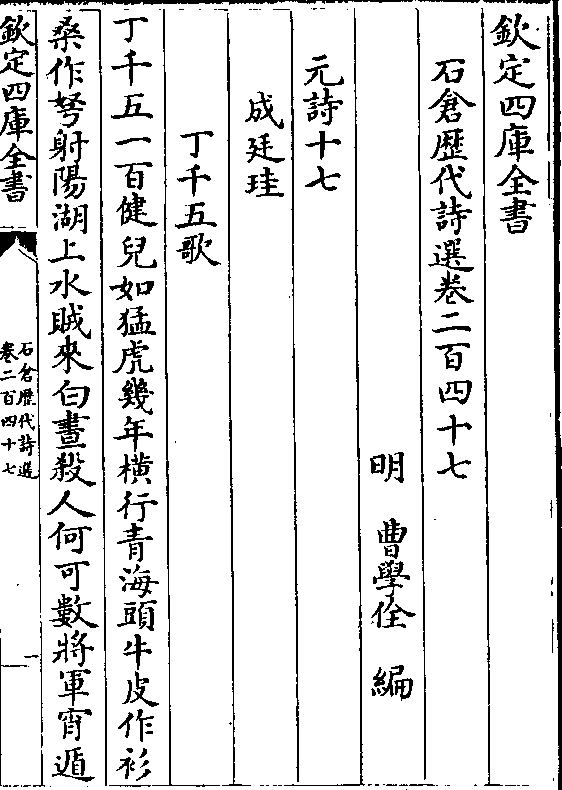 欽定四庫全書
石倉歴代詩選卷二百四十七
明　曹學佺　編
元詩十七
成廷珪
丁千五歌
丁千五一百健兒如猛虎幾年横行青海頭牛皮作衫
桑作弩射陽湖上水賊來白晝殺人何可數將軍宵遁
欽定四庫全書
石倉歴代詩選
卷二百四十七
一